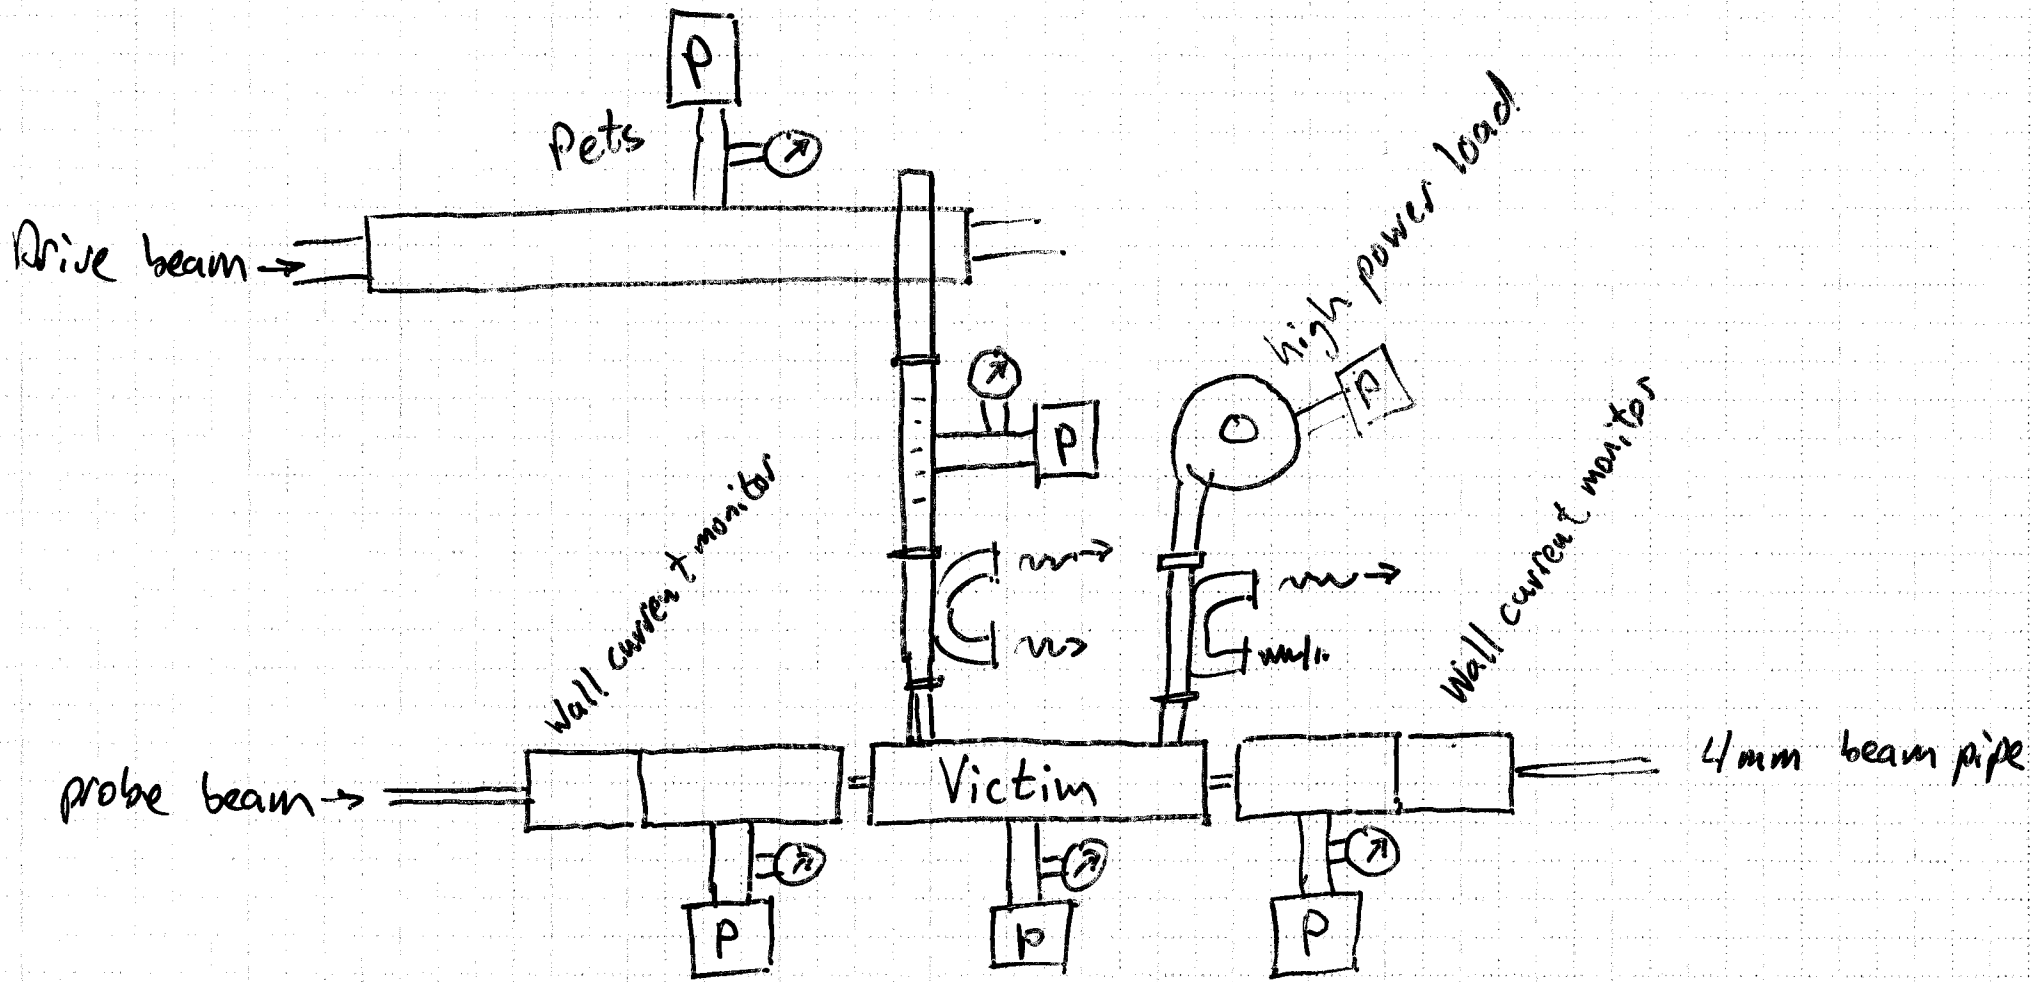 P
Pets
Drive beam
high power load
P
P
Wall current monitor
Wall current monitor
probe beam
Victim
4mm beam pipe
P
P
P